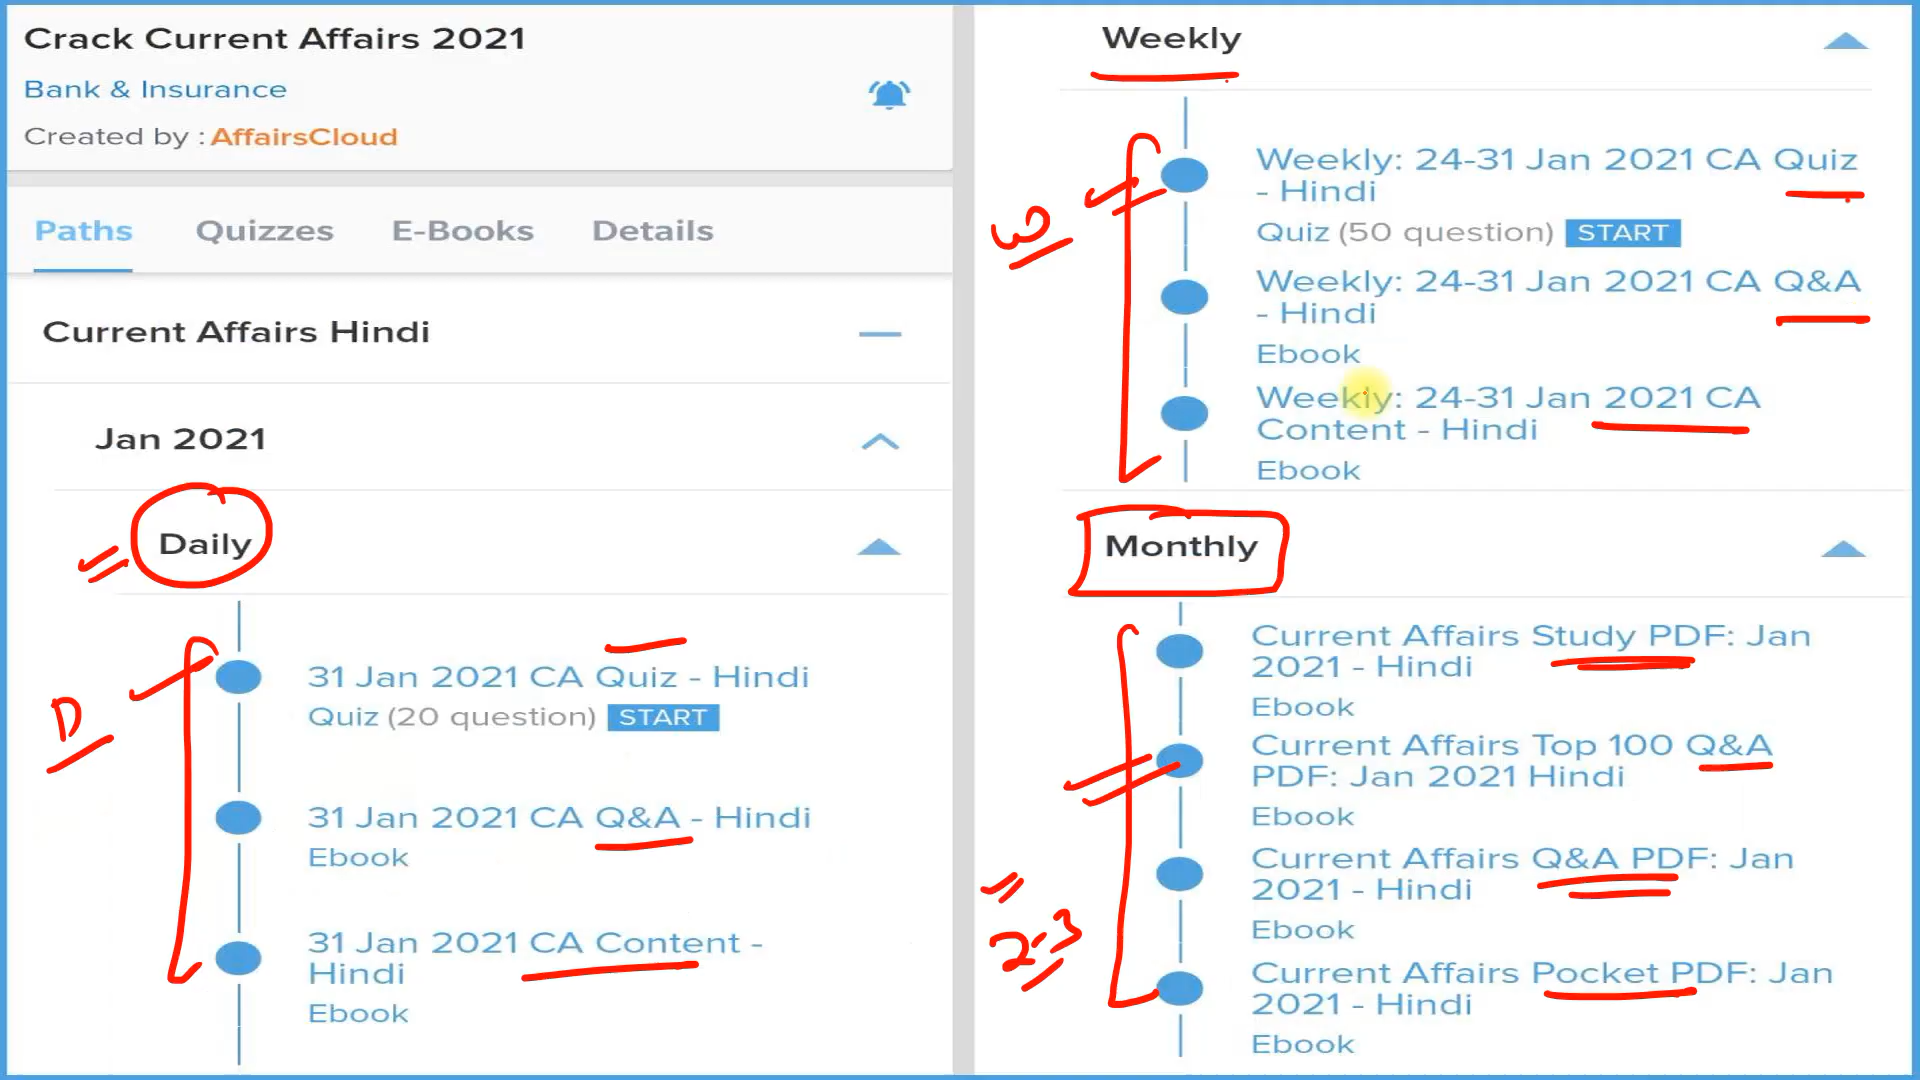 Crack Current Affairs 2021
Bank & Insurance
Created by : AffairsCloud
Paths Quizzes E-Books Details
Current Affairs Hindi
Jan 2021
Daily
D
31 Jan 2021 CA Quiz - Hindi
Quiz (20 question) START
31 Jan 2021 CA Q&A - Hindi
Ebook
31 Jan 2021 CA Content -
Hindi
Ebook
Weekly
W
Weekly: 24-31 Jan 2021 CA Quiz
- Hindi
Quiz (50 question) START
Weekly: 24-31 Jan 2021 CA Q&A
- Hindi
Ebook
Weekly: 24-31 Jan 2021 CA
Content - Hindi
Ebook
Monthly
Current Affairs Study PDF: Jan
2021 - Hindi
Ebook
Current Affairs Top 100 Q&A
PDF: Jan 2021 Hindi
Ebook
Current Affairs Q&A PDF: Jan
2021 - Hindi
Ebook
2-3
Current Affairs Pocket PDF: Jan
2021 - Hindi
Ebook